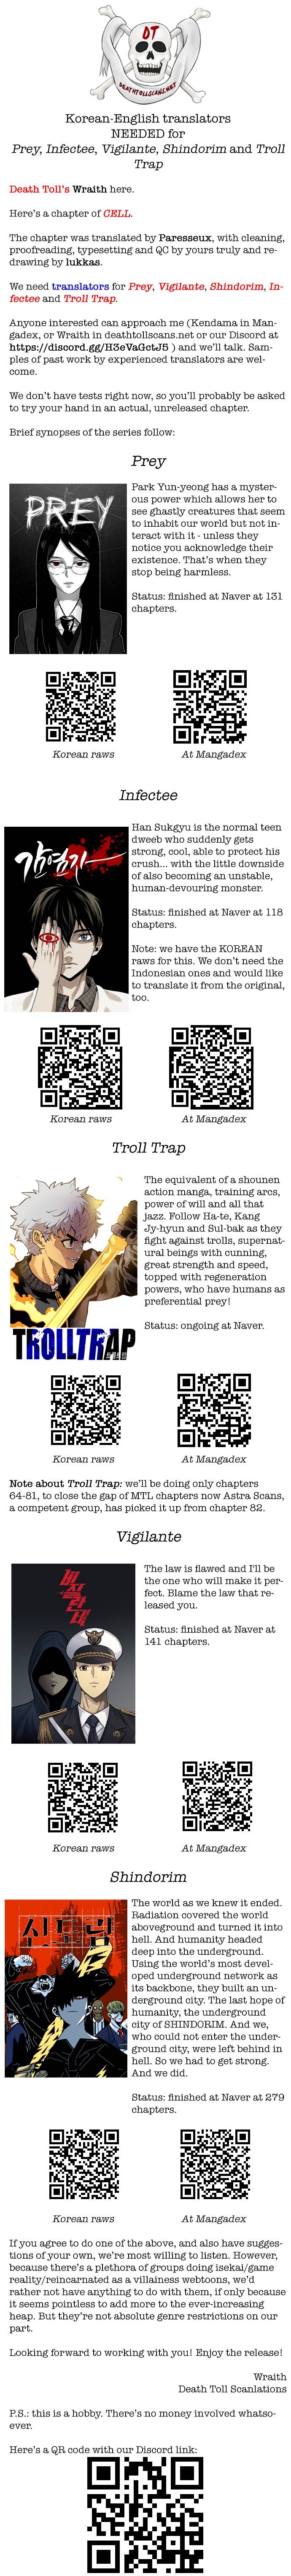 DT
DEATHTOLLSCANS.NET
Korean-English translators
NEEDED for
Prey, Infectee, Vigilante, Shindorim and Troll
Trap
Death Toll's Wraith here.
Here's a chapter of CELL.
The chapter was translated by Paresseux, with cleaning,
proofreading, typesetting and QC by yours truly and re-
drawing by lukkas.
We need translators for Prey, Vigilante, Shindorim, In-
fectee and Troll Trap.
Anyone interested can approach me (Kendama in Man-
gadex, or Wraith in deathtollscans.net or our Discord at
https://discord.gg/H3eVaGctJ5 ) and we'll talk. Sam-
ples of past work by experienced translators are wel-
come.
We don't have tests right now, so you'll probably be asked
to try your hand in an actual, unreleased chapter.
Brief synopses of the series follow:
Prey
PREY
Park Yun-yeong has a myster-
ous power which allows her to
see ghastly creatures that seem
to inhabit our world but not in-
teract with it - unless they
notice you acknowledge their
existence. That's when they
stop being harmless.
Status: finished at Naver at 131
chapters.
Korean raws
At Mangadex
Infectee
감염기
Han Sukgyu is the normal teen
dweeb who suddenly gets
strong, cool, able to protect his
crush... with the little downside
of also becoming an unstable,
human-devouring monster.
Status: finished at Naver at 118
chapters.
Note: we have the KOREAN
raws for this. We don't need the
Indonesian ones and would like
to translate it from the original,
too.
Korean raws
At Mangadex
Troll Trap
The equivalent of a shounen
action manga, training arcs,
power of will and all that
jazz. Follow Ha-te, Kang
Jy-hyun and Sul-bak as they
fight against trolls, supernat-
ural beings with cunning,
great strength and speed,
topped with regeneration
powers, who have humans as
preferential prey!
Status: ongoing at Naver.
TROLLTRAP
Korean raws
At Mangadex
Note about Troll Trap: we'll be doing only chapters
64-81, to close the gap of MTL chapters now Astra Scans,
a competent group, has picked it up from chapter 82.
Vigilante
비질란테
The law is flawed and I'll be
the one who will make it per-
fect. Blame the law that re-
leased you.
Status: finished at Naver at
141 chapters.
Korean raws
At Mangadex
Shindorim
신도림
The world as we knew it ended.
Radiation covered the world
aboveground and turned it into
hell. And humanity headed
deep into the underground.
Using the world's most devel-
oped underground network as
its backbone, they built an un-
derground city. The last hope of
humanity, the underground
city of SHINDORIM. And we,
who could not enter the under-
ground city, were left behind in
hell. So we had to get strong.
And we did.
Status: finished at Naver at 279
chapters.
Korean raws
At Mangadex
If you agree to do one of the above, and also have sugges-
tions of your own, we're most willing to listen. However,
because there's a plethora of groups doing isekai/game
reality/reincarnated as a villainess webtoons, we'd
rather not have anything to do with them, if only because
it seems pointless to add more to the ever-increasing
heap. But they're not absolute genre restrictions on our
part.
Looking forward to working with you! Enjoy the release!
Wraith
Death Toll Scanlations
P.S.: this is a hobby. There's no money involved whatso-
ever.
Here's a QR code with our Discord link: